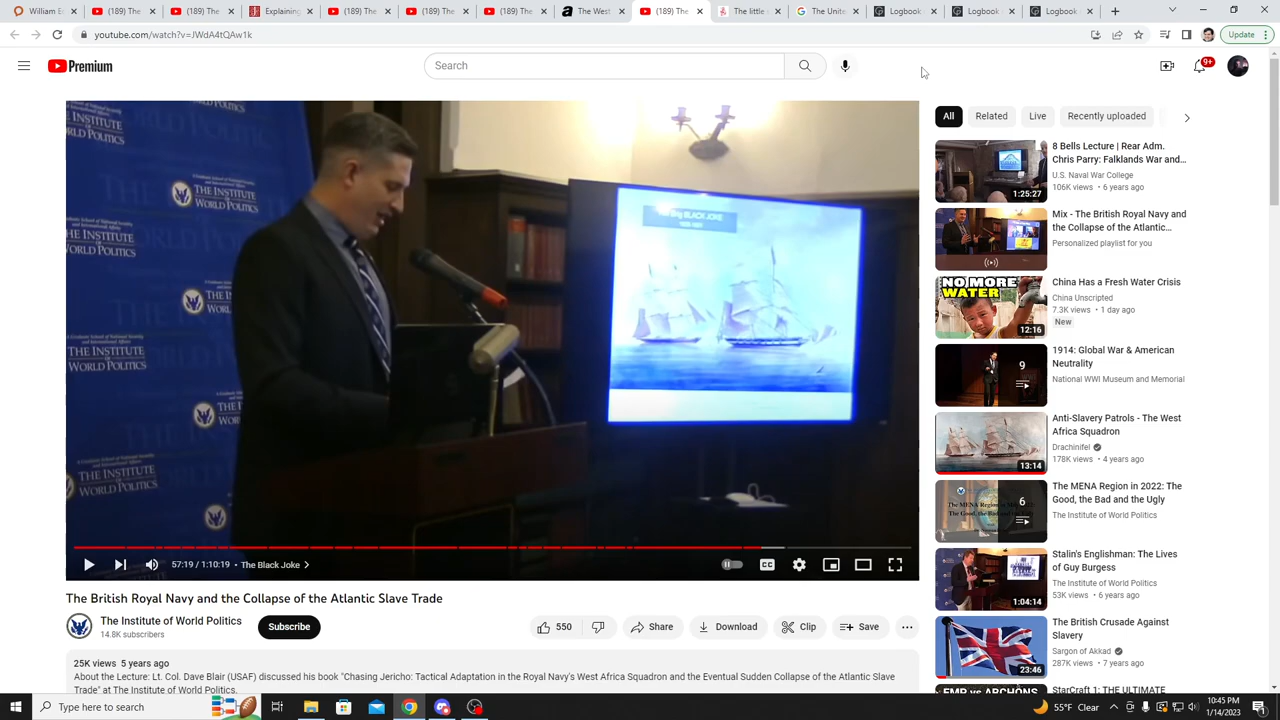 (189) The
(189) The
Explaining
(189) The
(189) The
The West
(189) The
The little
The Unite
Logbook
Logbook
(189) The
Logbook
youtube.com/watch?v=JWdA4tQAw1k
Update
Premium
Search
9+
All
Related
Live
Recently uploaded
THE INSTITUTE
WORLD POLITICS
THE INSTITUTE
OF WORLD POLITICS
BLACK JOKE
8 Bells Lecture | Rear Adm.
Chris Parry: Falklands War and...
U.S. Naval War College
106K views • 6 years ago
1:25:27
Mix - The British Royal Navy and
the Collapse of the Atlantic...
Personalized playlist for you
China Has a Fresh Water Crisis
China Unscripted
7.3K views • 1 day ago
New
NO MORE
WATER
12:16
1914: Global War & American
Neutrality
National WWI Museum and Memorial
9
Anti-Slavery Patrols - The West
Africa Squadron
Drachinifel
178K views • 4 years ago
13:14
The MENA Region in 2022: The
Good, the Bad and the Ugly
The Institute of World Politics
6
Stalin's Englishman: The Lives
of Guy Burgess
The Institute of World Politics
53K views • 6 years ago
1:04:14
The British Crusade Against
Slavery
Sargon of Akkad
287K views • 7 years ago
23:46
StarCraft 1: THE ULTIMATE
EMP vs ARCHONS
57:19 / 1:10:19 • The Black Joke
The British Royal Navy and the Collapse of the Atlantic Slave Trade
The Institute of World Politics
14.8K subscribers
Subscribe
550
Share
Download
Clip
Save
25K views 5 years ago
About the Lecture: Lt. Col. Dave Blair (USAF) discussed his
Chasing Jericho: Tactical Adaptation in the Royal Navy's West Africa Squadron and the Eventual Sudden Collapse of the Atlantic Slave
Trade" at The Institute of World Politics.
Type here to search
55°F Clear
10:45 PM
1/14/2023
1